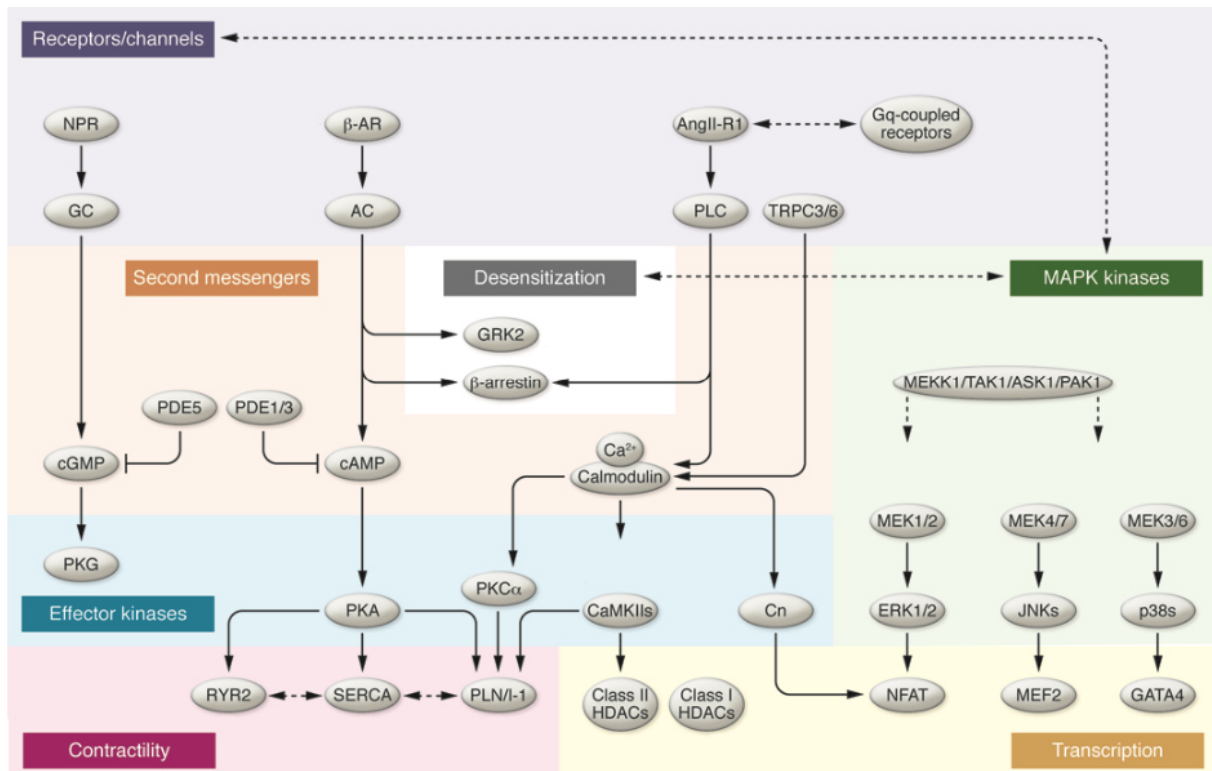 Receptors/channels
NPR
β-AR
AngII-R1
Gq-coupled
receptors
GC
AC
PLC
TRPC3/6
Second messengers
Desensitization
MAPK kinases
GRK2
β-arrestin
MEKK1/TAK1/ASK1/PAK1
PDE5
PDE1/3
cGMP
cAMP
Ca²⁺
Calmodulin
MEK1/2
MEK4/7
MEK3/6
PKG
PKCα
Effector kinases
PKA
CaMKIIs
Cn
ERK1/2
JNKs
p38s
RYR2
SERCA
PLN/I-1
Class II
HDACs
Class I
HDACs
NFAT
MEF2
GATA4
Contractility
Transcription